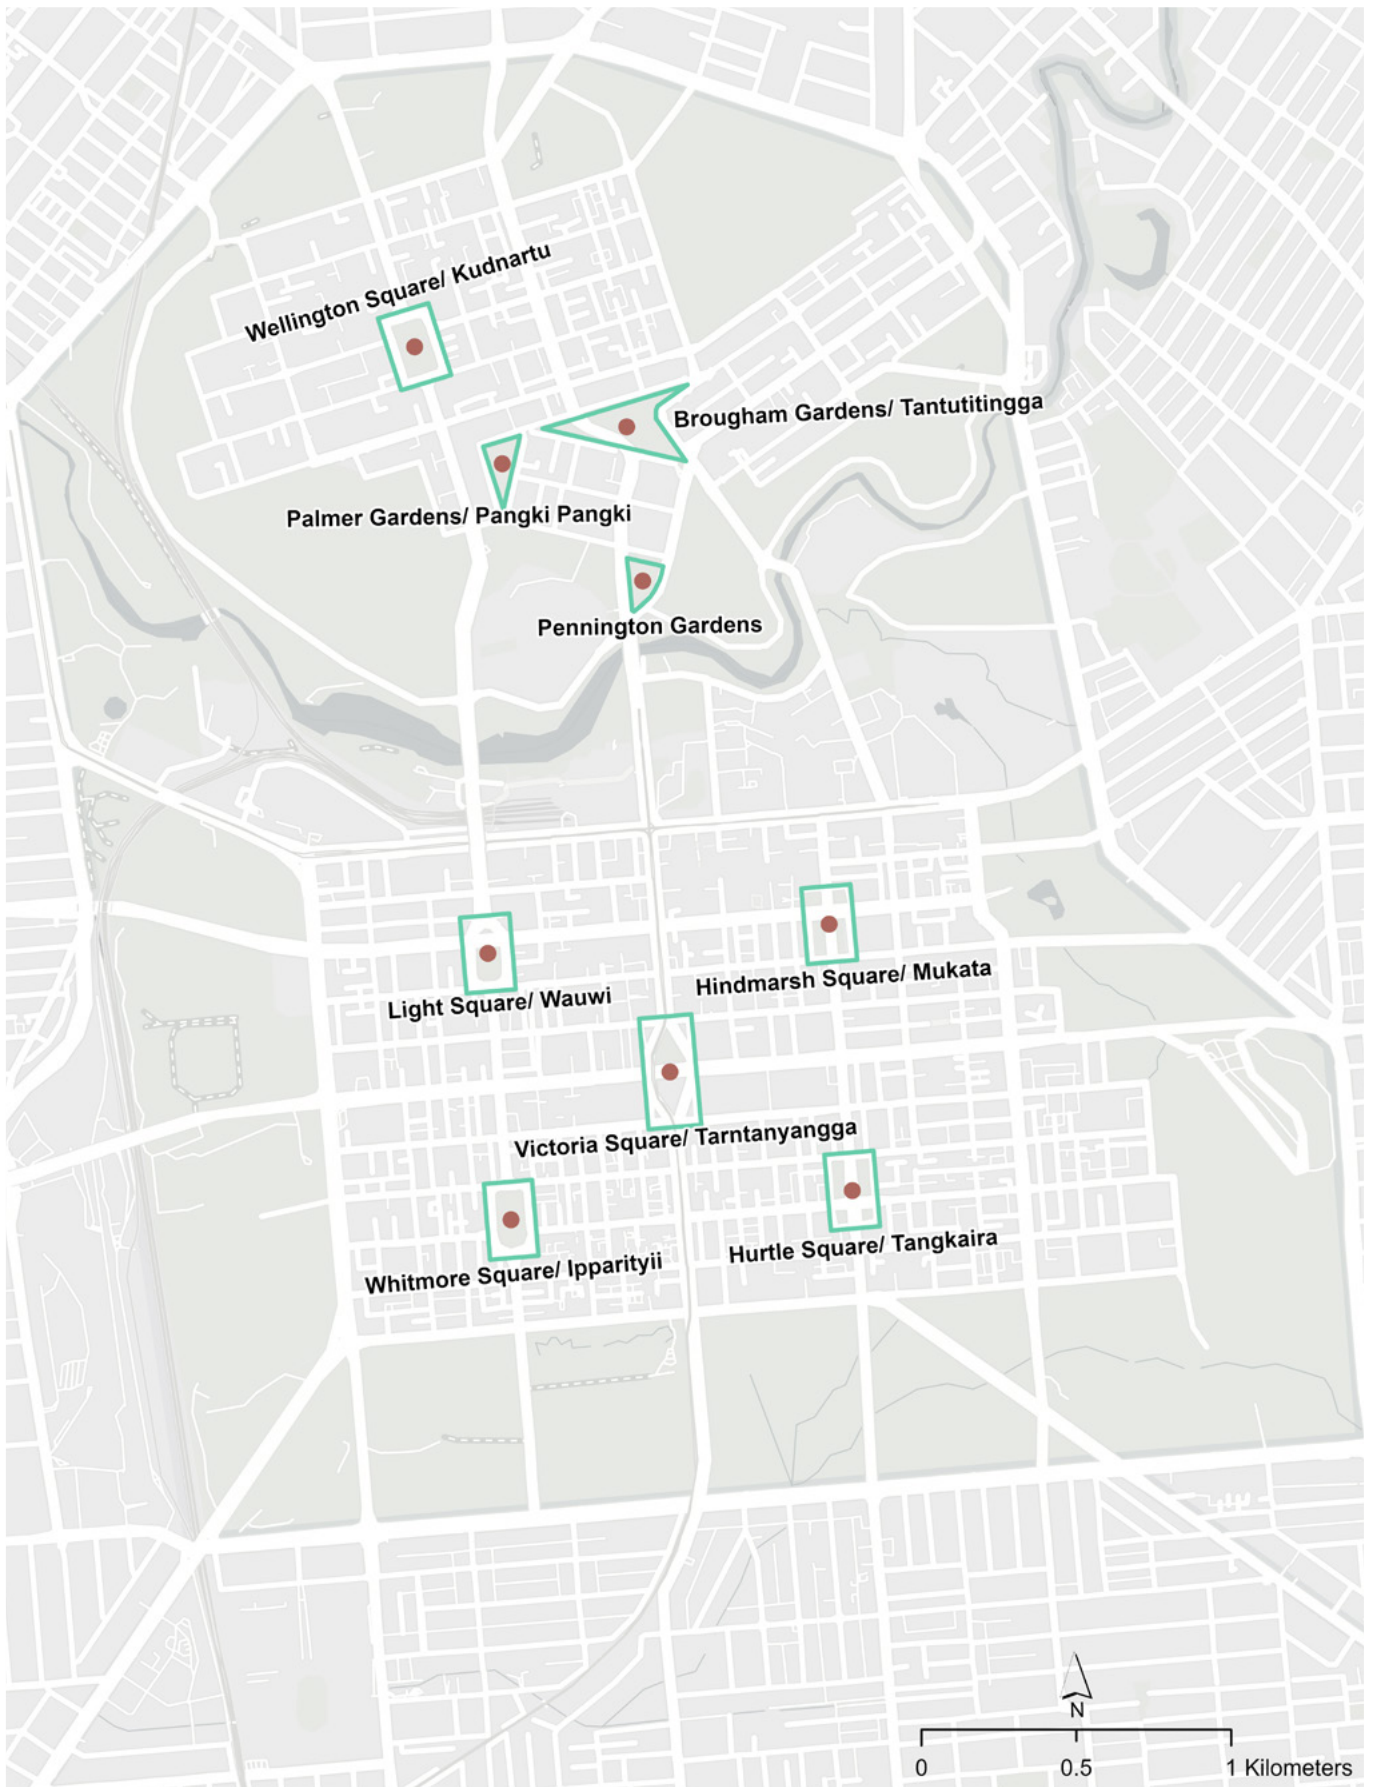 Wellington Square/ Kudnartu
Brougham Gardens/ Tantutitingga
Palmer Gardens/ Pangki Pangki
Pennington Gardens
Hindmarsh Square/ Mukata
Light Square/ Wauwi
Victoria Square/ Tarntanyangga
Hurtle Square/ Tangkaira
Whitmore Square/ Ipparityii
N
0 0.5 1 Kilometers